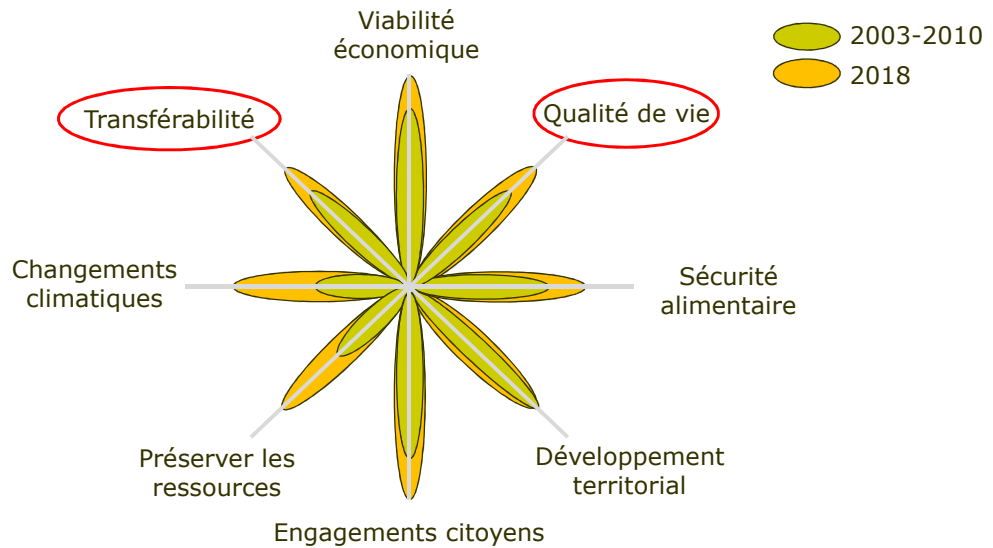 Viabilité
économique
2003-2010
2018
Transférabilité
Qualité de vie
Changements
climatiques
Sécurité
alimentaire
Préserver les
ressources
Développement
territorial
Engagements citoyens